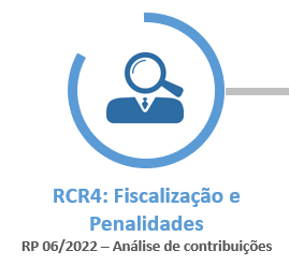 RCR4: Fiscalização e
Penalidades
RP 06/2022 – Análise de contribuições